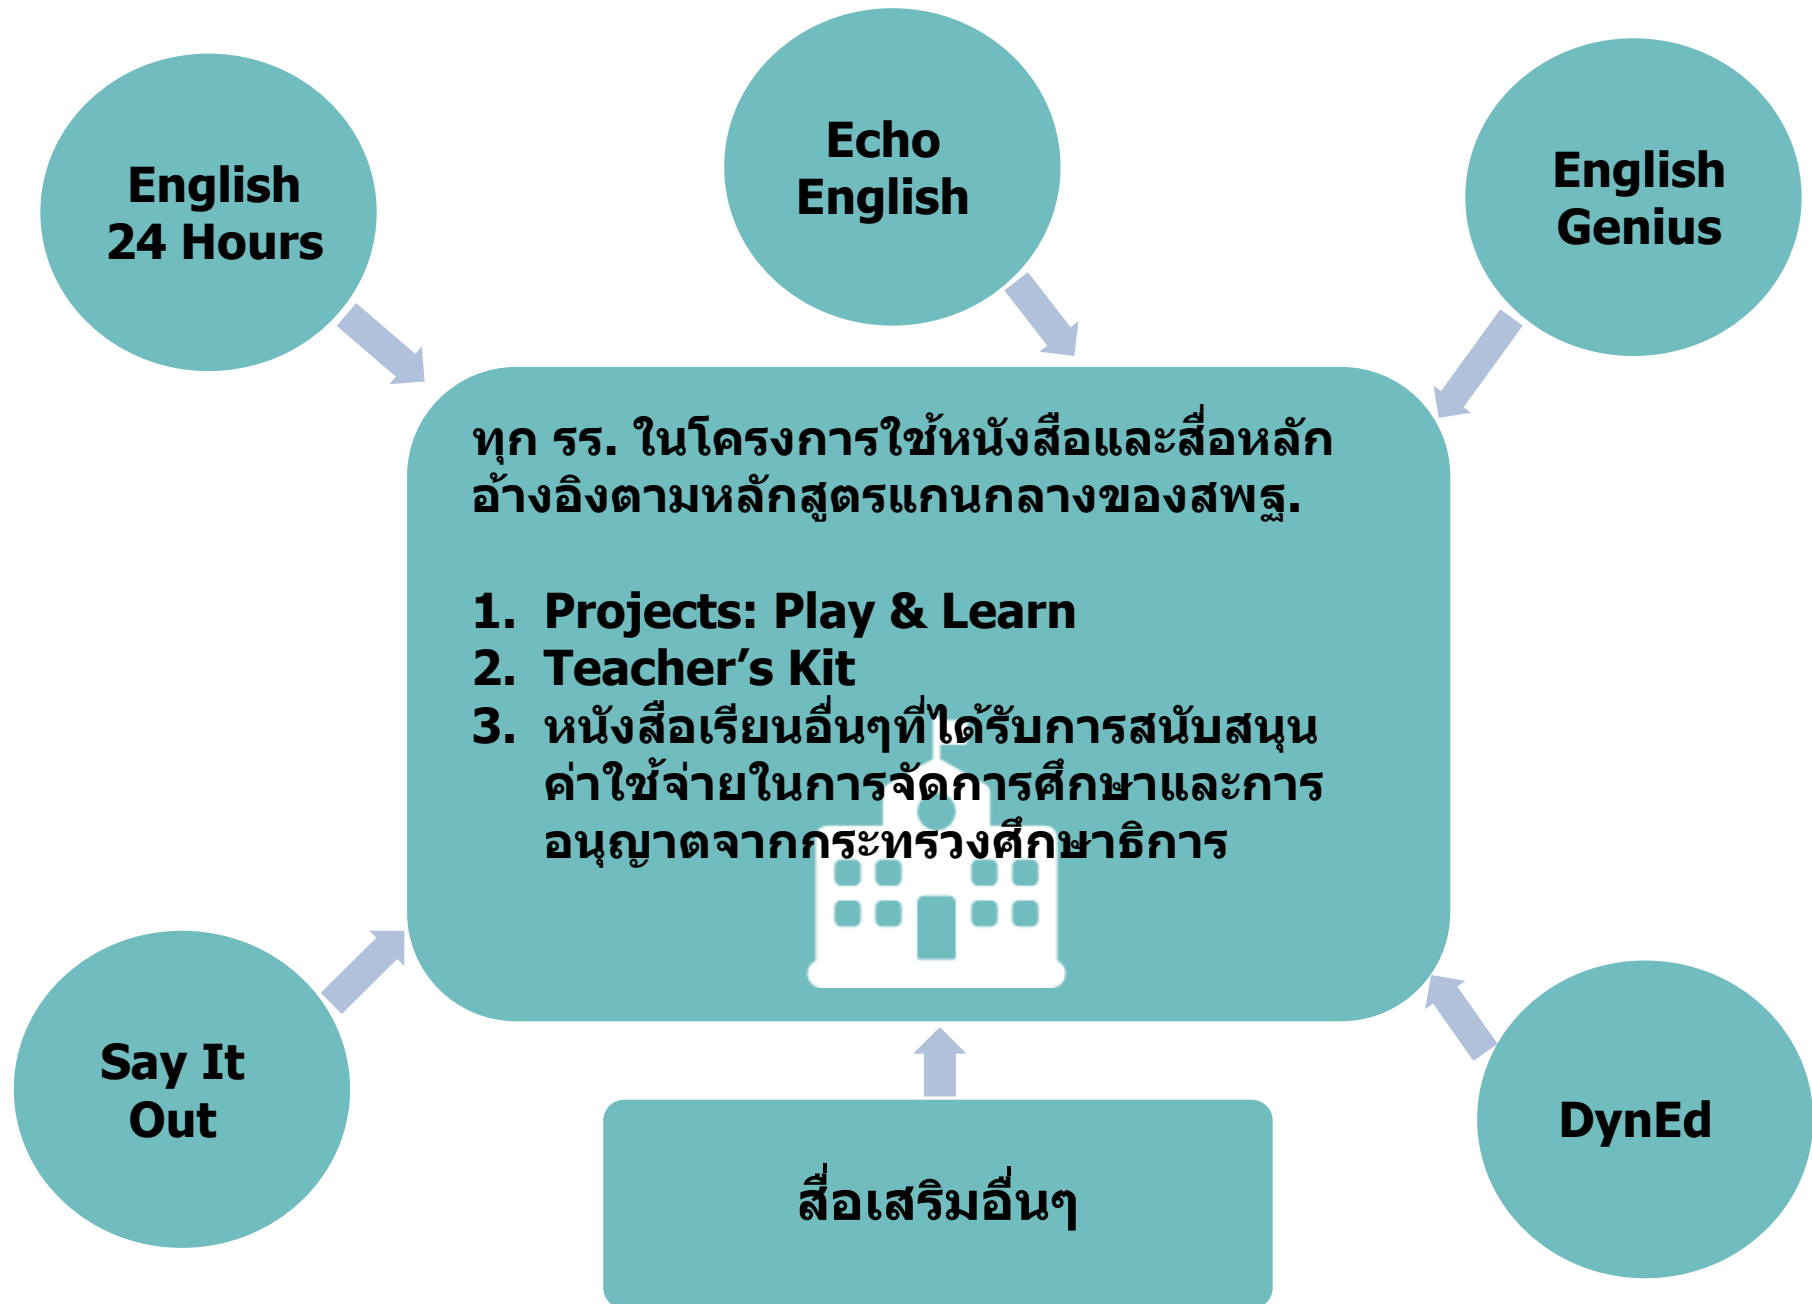 English
24 Hours
Echo
English
English
Genius
ทุก รร. ในโครงการใช้หนังสือและสื่อหลัก
อ้างอิงตามหลักสูตรแกนกลางของสพฐ.
1. Projects: Play & Learn
2. Teacher’s Kit
3. หนังสือเรียนอื่นๆที่ได้รับการสนับสนุน
ค่าใช้จ่ายในการจัดการศึกษาและการ
อนุญาตจากกระทรวงศึกษาธิการ
Say It
Out
สื่อเสริมอื่นๆ
DynEd